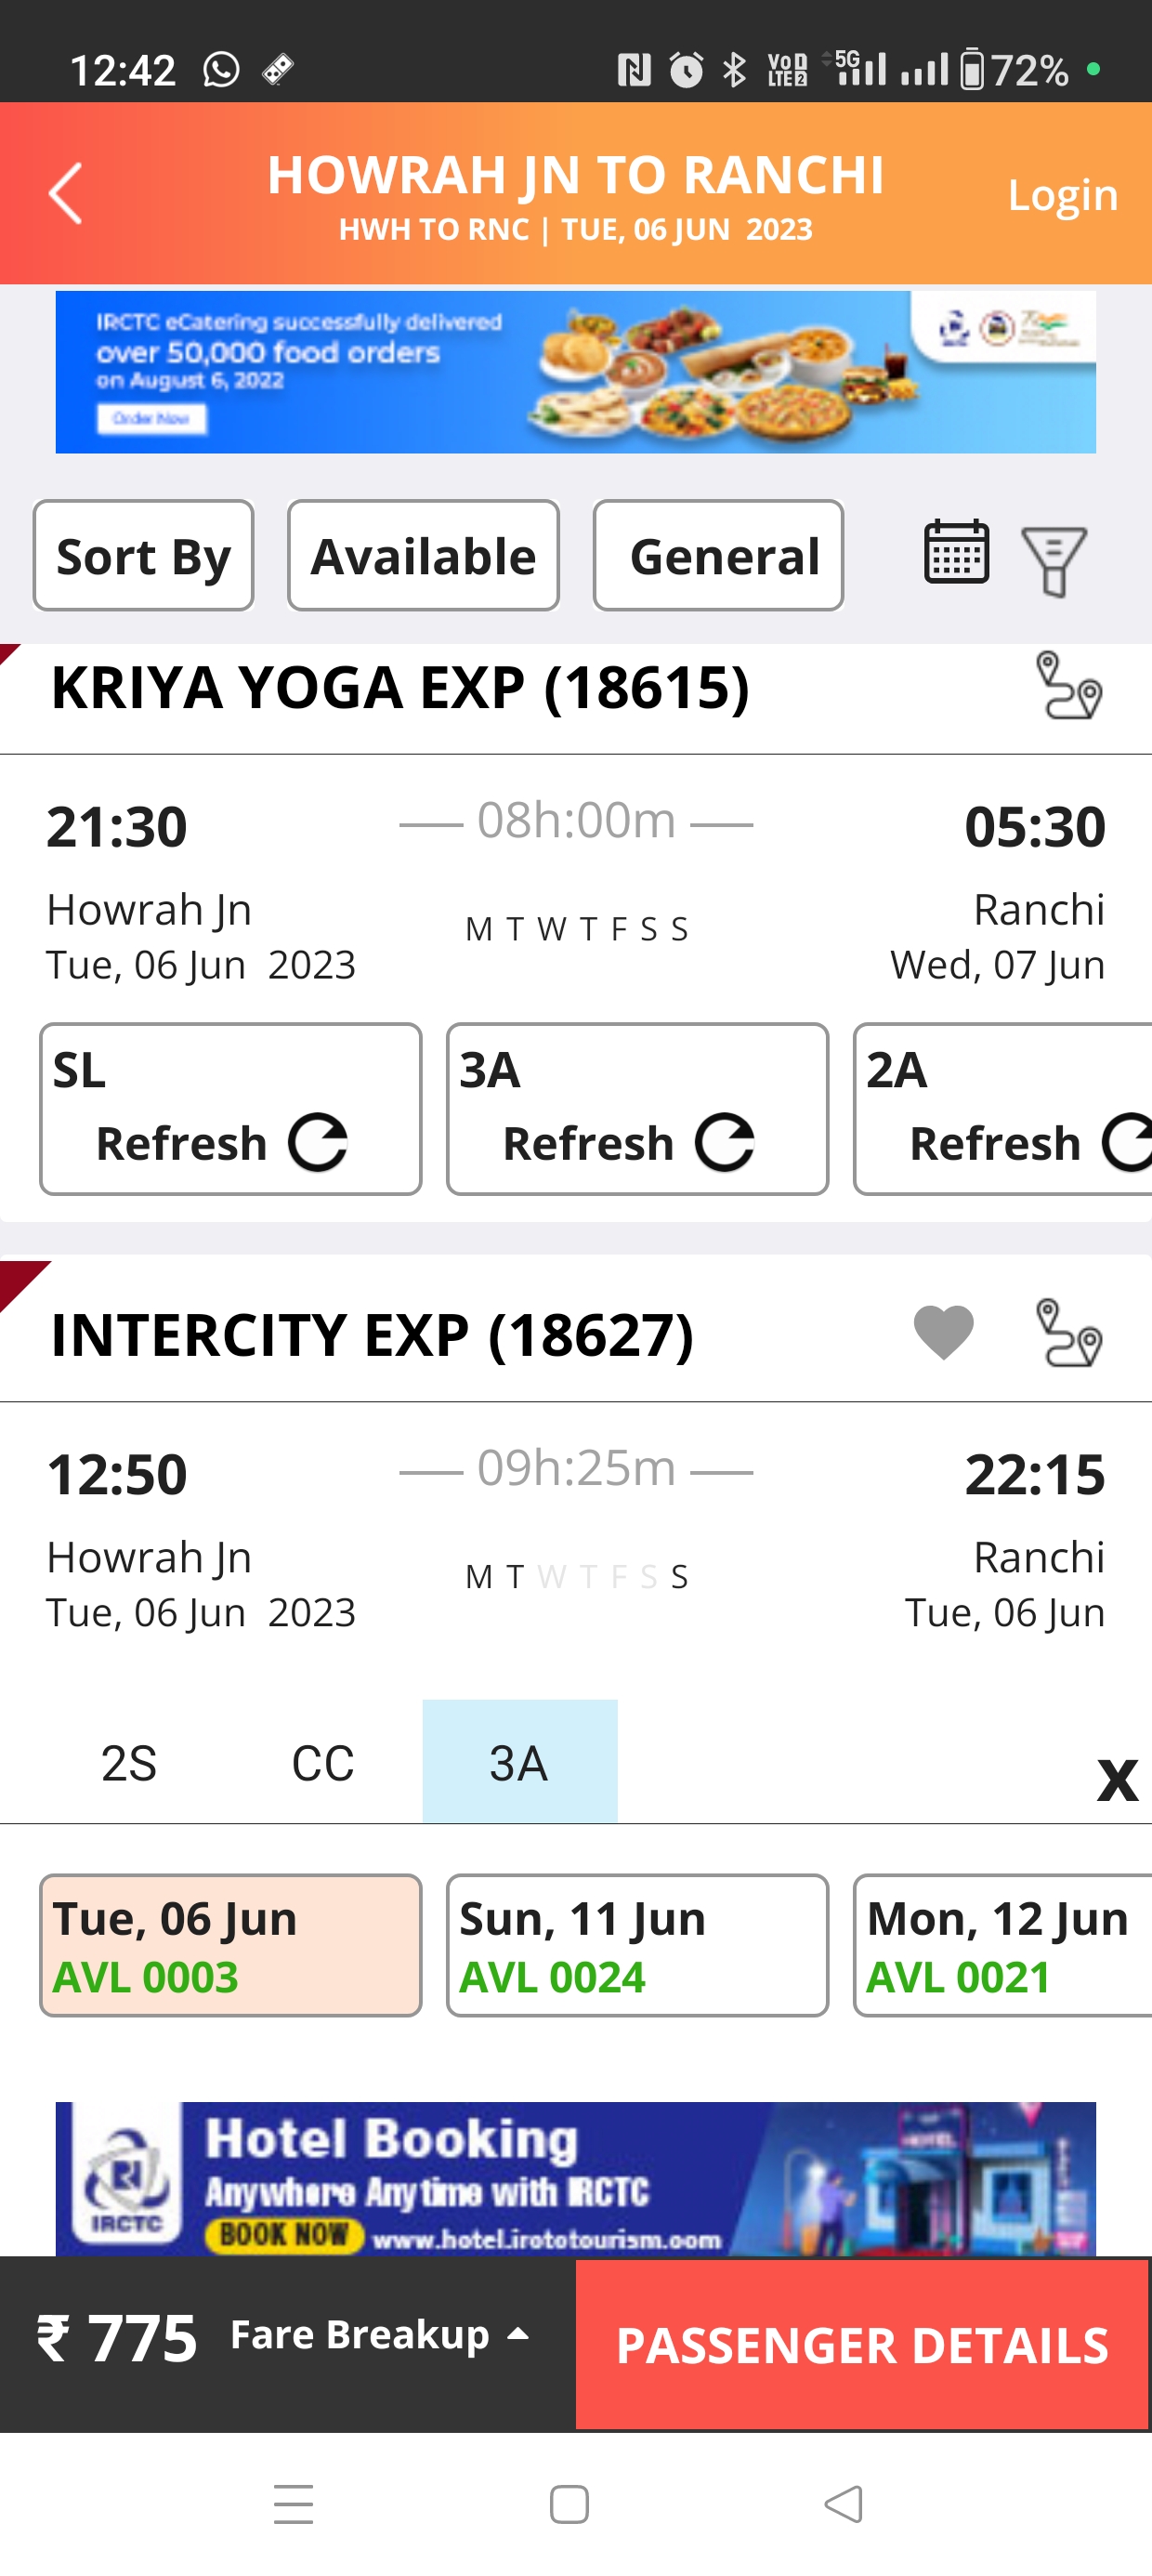 12:42 VoD LTE2 5G 72%
HOWRAH JN TO RANCHI
HWH TO RNC | TUE, 06 JUN 2023
Login
IRCTC eCatering successfully delivered
over 50,000 food orders
on August 6, 2022
Order Now
Sort By Available General
KRIYA YOGA EXP (18615)
21:30 08h:00m 05:30
Howrah Jn M T W T F S S Ranchi
Tue, 06 Jun 2023 Wed, 07 Jun
SL 3A 2A
Refresh Refresh Refresh
INTERCITY EXP (18627)
12:50 09h:25m 22:15
Howrah Jn M T W T F S S Ranchi
Tue, 06 Jun 2023 Tue, 06 Jun
2S CC 3A X
Tue, 06 Jun Sun, 11 Jun Mon, 12 Jun
AVL 0003 AVL 0024 AVL 0021
Hotel Booking
Anywhere Anytime with IRCTC
IRCTC BOOK NOW www.hotel.irctctourism.com
HOTEL
₹ 775 Fare Breakup PASSENGER DETAILS